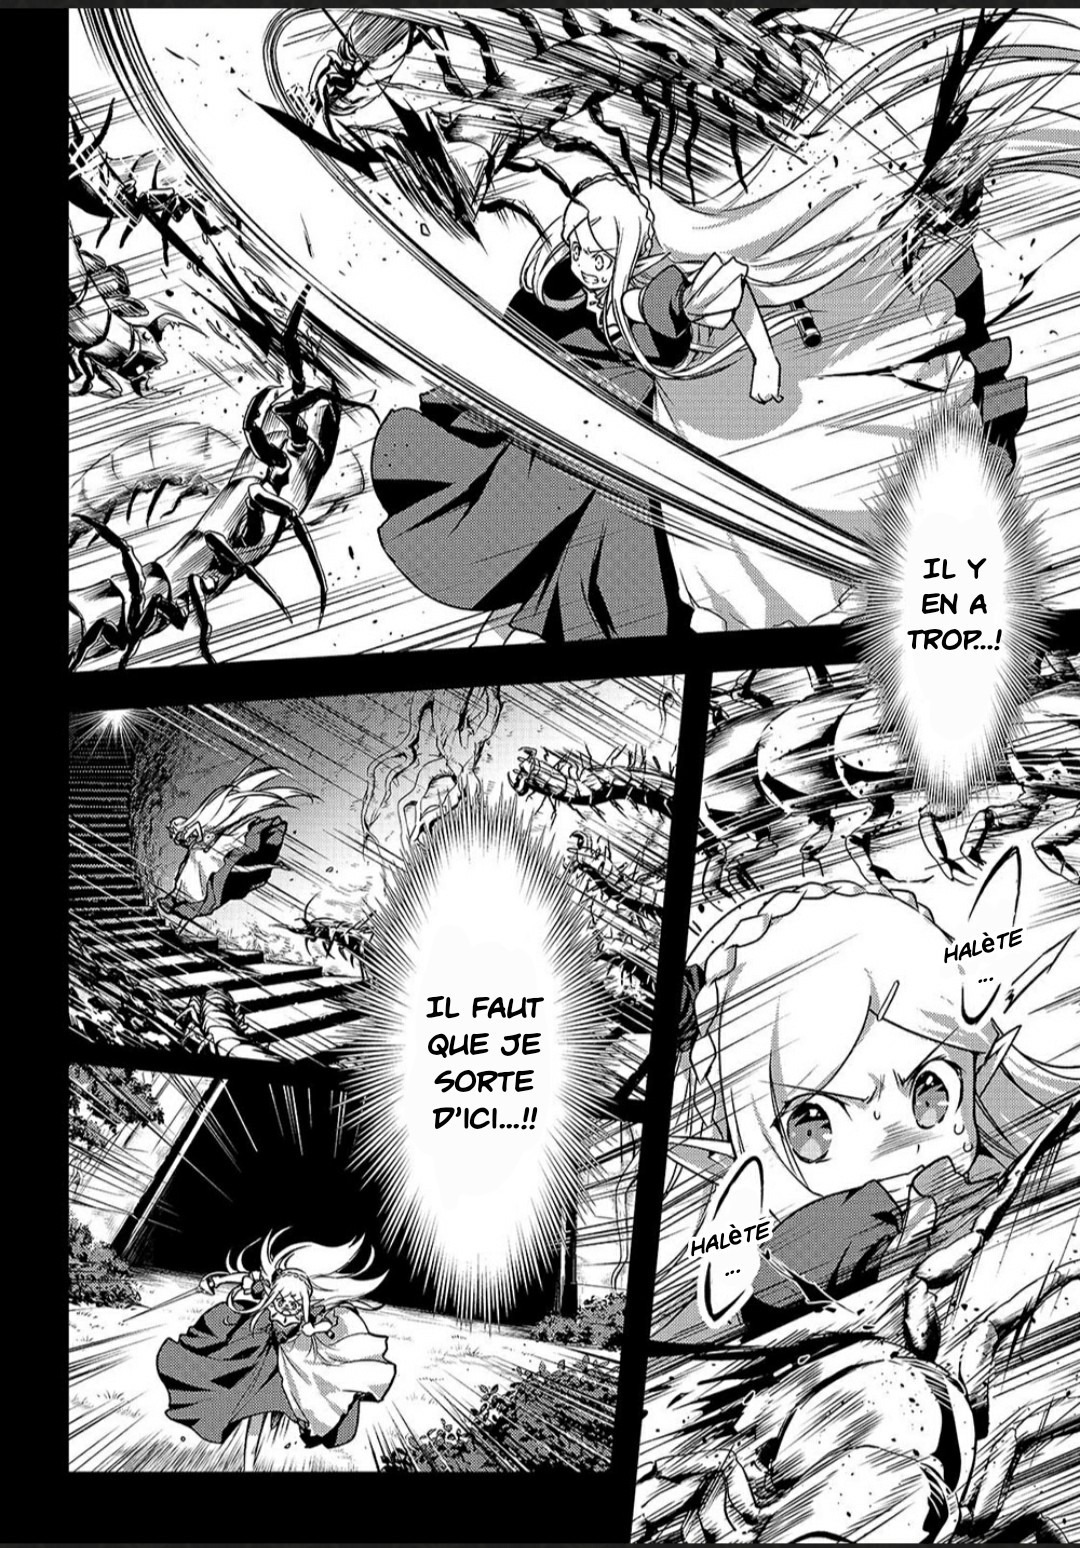 IL Y
EN A
TROP...!
HALèTE
...
HALèTE
...
IL FAUT
QUE JE
SORTE
D'ICI...!!